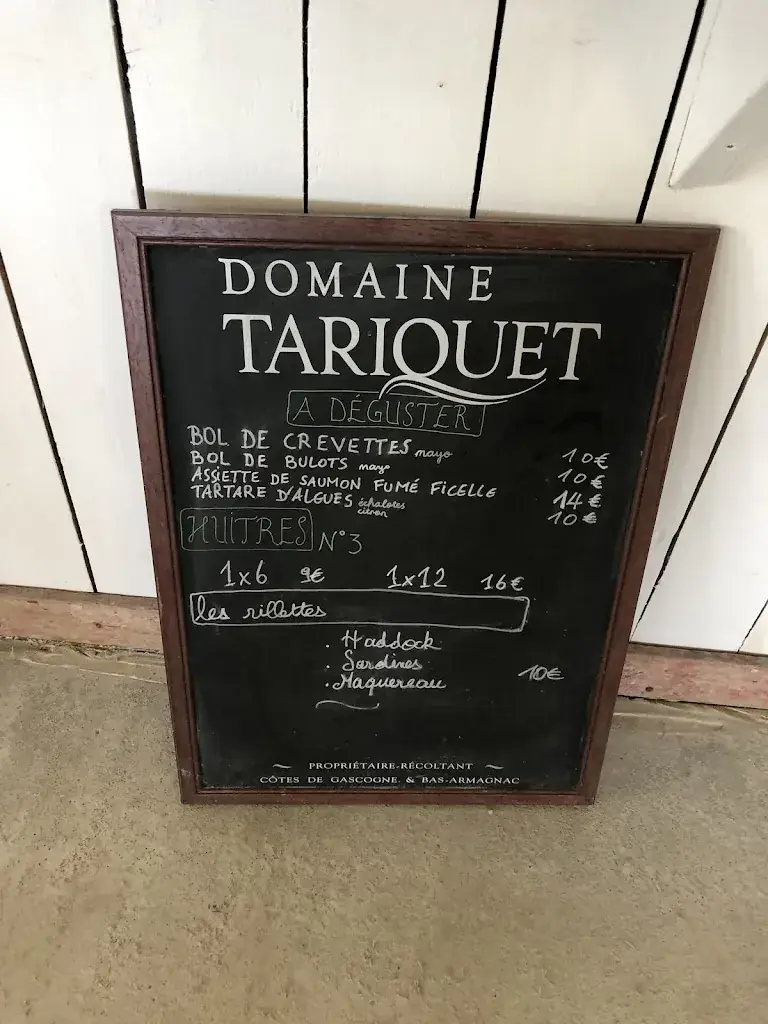 DOMAINE
TARIQUET
A DÉGUSTER
BOL DE CREVETTES mayo 10€
BOL DE BULOTS mayo 10€
ASSIETTE DE SAUMON FUMÉ FICELLE 14€
TARTARE D'ALGUES échalotes citron 10€
HUITRES N°3
1x6 9€ 1x12 16€
les rillettes
. Haddock
. Sardines 10€
. Maquereau
PROPRIÉTAIRE-RÉCOLTANT
CÔTES DE GASCOGNE & BAS-ARMAGNAC